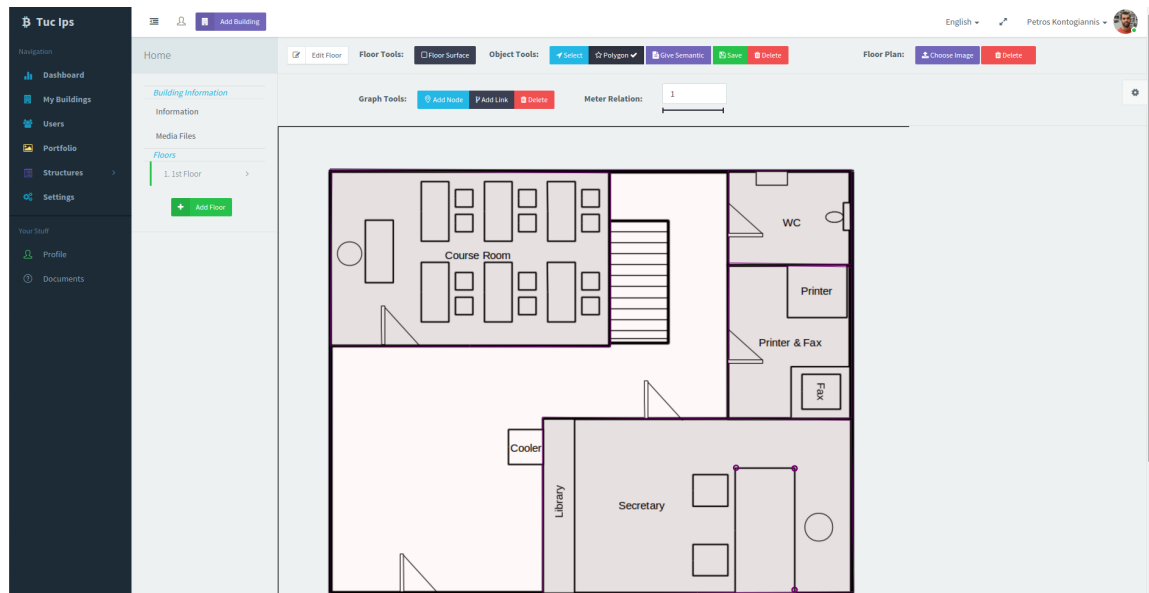 Tuc Ips
Add Building
English
Petros Kontogiannis
Navigation
Dashboard
My Buildings
Users
Portfolio
Structures
Settings
Your Stuff
Profile
Documents
Home
Building Information
Information
Media Files
Floors
1. 1st Floor
Add Floor
Edit Floor
Floor Tools:
Floor Surface
Object Tools:
Select
Polygon
Give Semantic
Save
Delete
Floor Plan:
Choose Image
Delete
Graph Tools:
Add Node
Add Link
Delete
Meter Relation:
1
WC
Course Room
Printer
Printer & Fax
Fax
Cooler
Library
Secretary